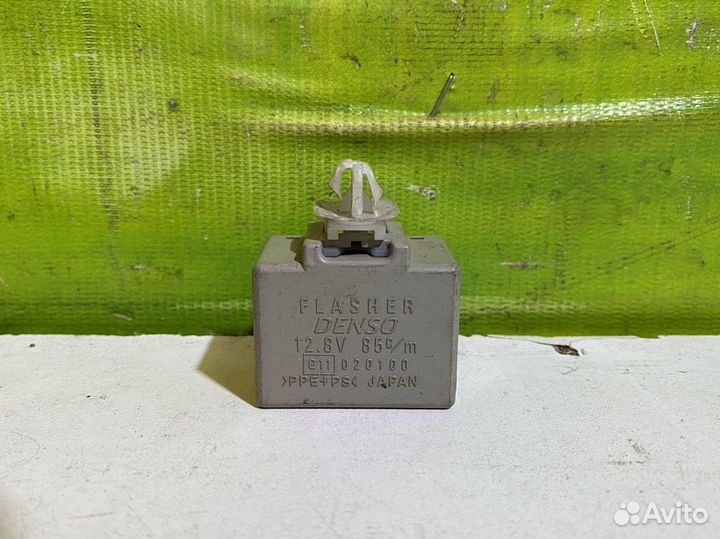 FLASHER
DENSO
12.8V 85c/m
e11 020100
>PPE+PS< JAPAN
Avito